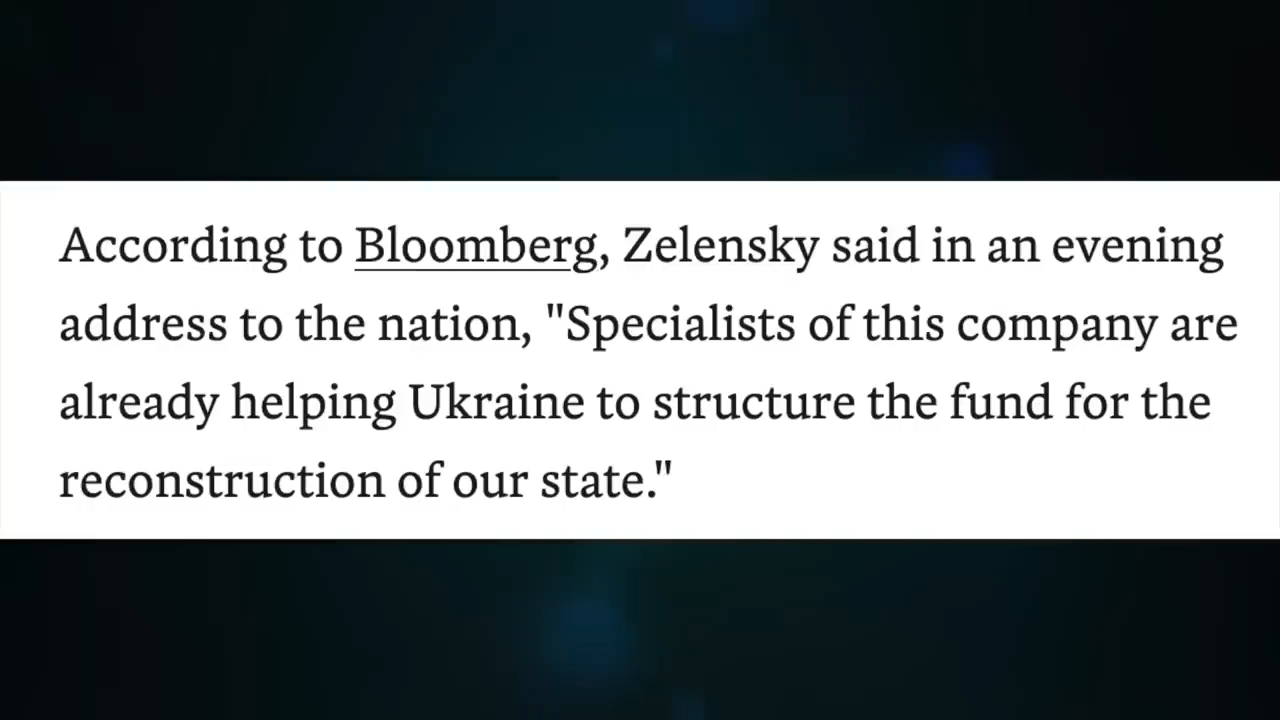 According to Bloomberg, Zelensky said in an evening
address to the nation, "Specialists of this company are
already helping Ukraine to structure the fund for the
reconstruction of our state."